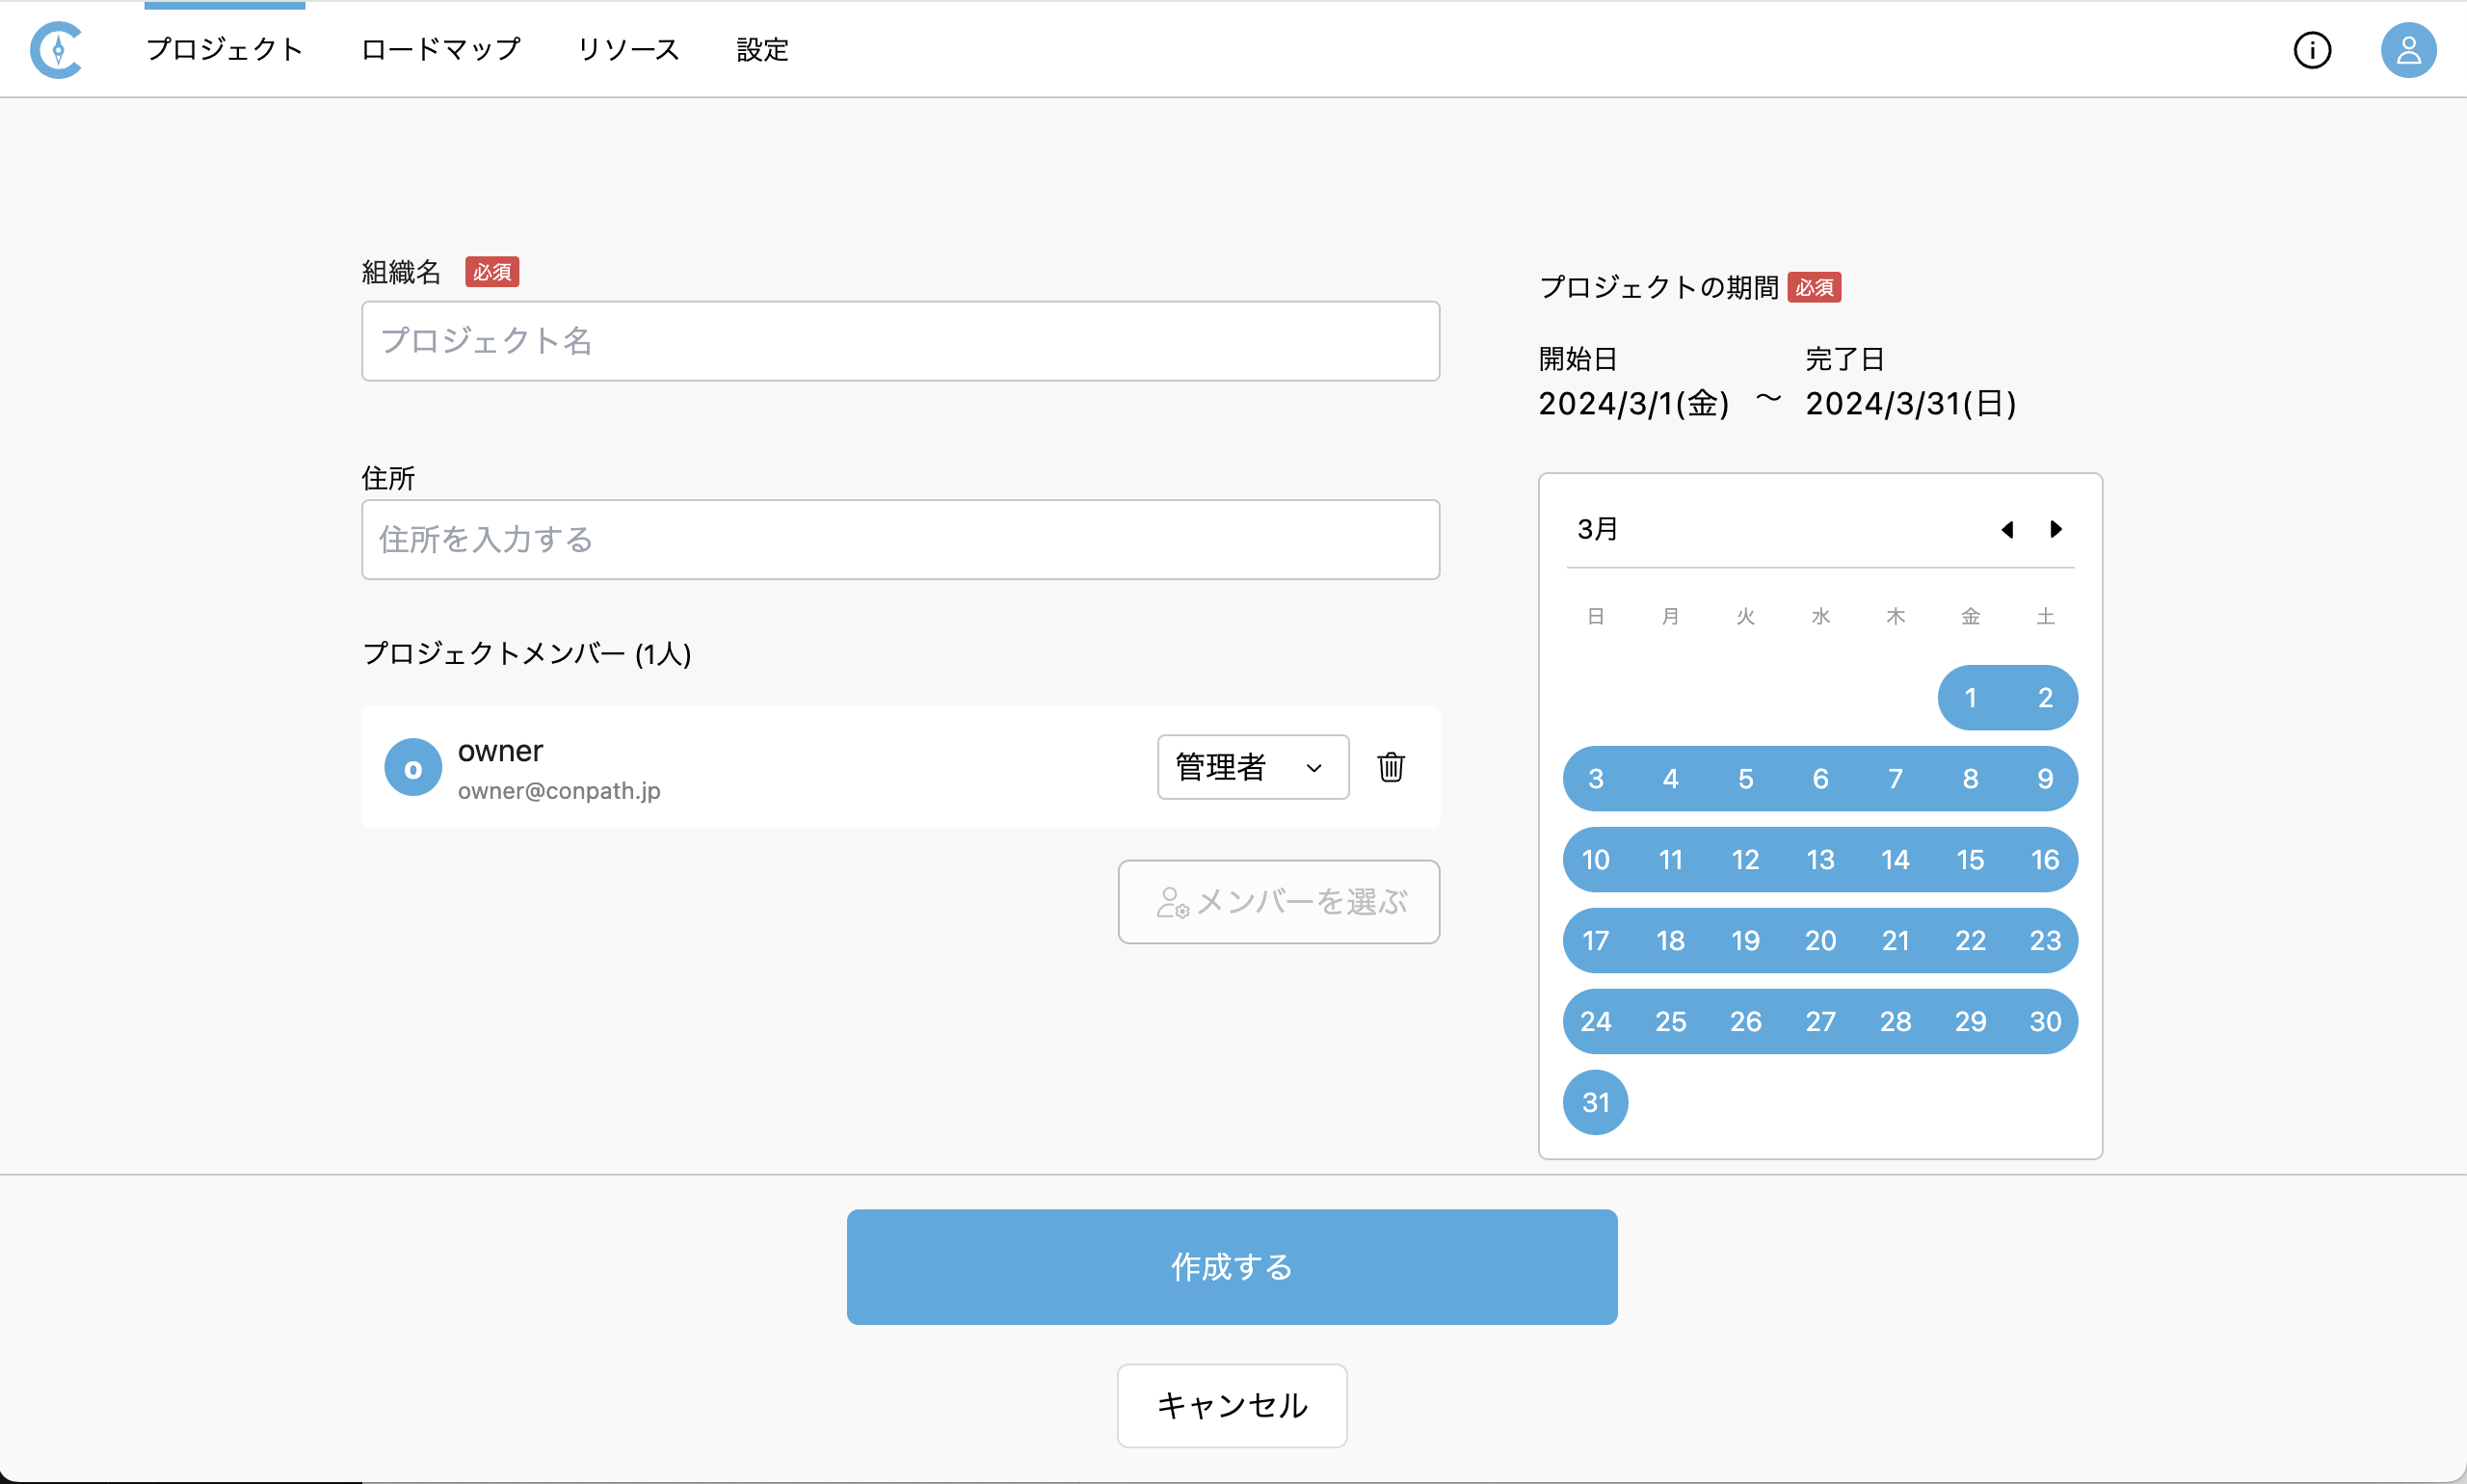 プロジェクト ロードマップ リソース 設定
組織名 必須
プロジェクト名
住所
住所を入力する
プロジェクトメンバー (1人)
o
owner
owner@conpath.jp
管理者
メンバーを選ぶ
プロジェクトの期間 必須
開始日 完了日
2024/3/1(金) 〜 2024/3/31(日)
3月
日 月 火 水 木 金 土
1 2
3 4 5 6 7 8 9
10 11 12 13 14 15 16
17 18 19 20 21 22 23
24 25 26 27 28 29 30
31
作成する
キャンセル